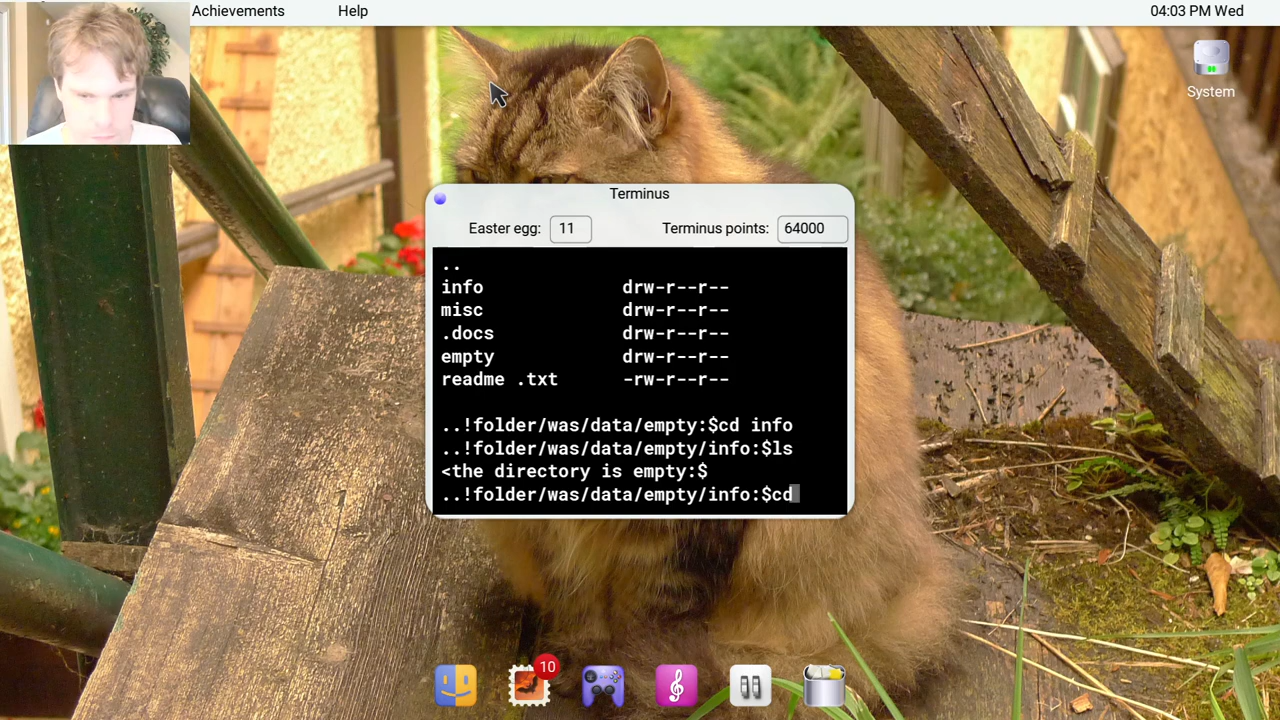 Achievements Help 04:03 PM Wed
System
Terminus
Easter egg: 11 Terminus points: 64000
..
info drw-r--r--
misc drw-r--r--
.docs drw-r--r--
empty drw-r--r--
readme .txt -rw-r--r--
..!folder/was/data/empty:$cd info
..!folder/was/data/empty/info:$ls
<the directory is empty:$
..!folder/was/data/empty/info:$cd
10